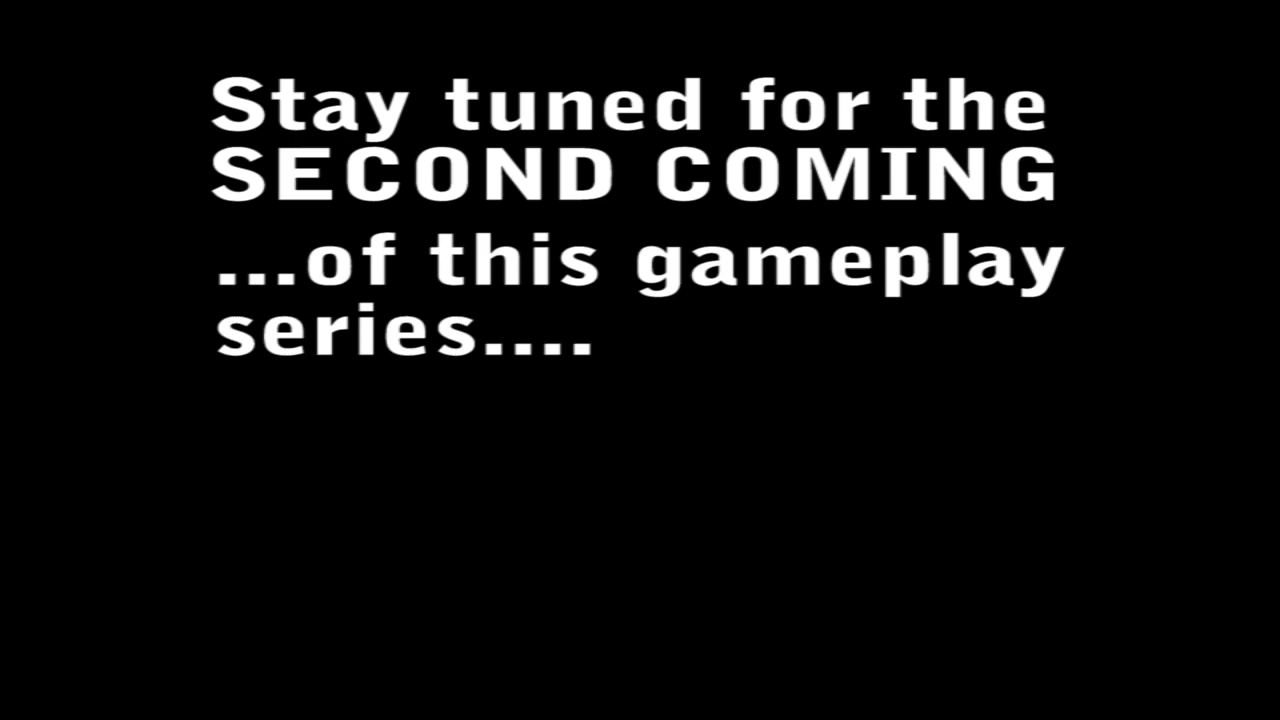 Stay tuned for the
SECOND COMING
...of this gameplay
series....